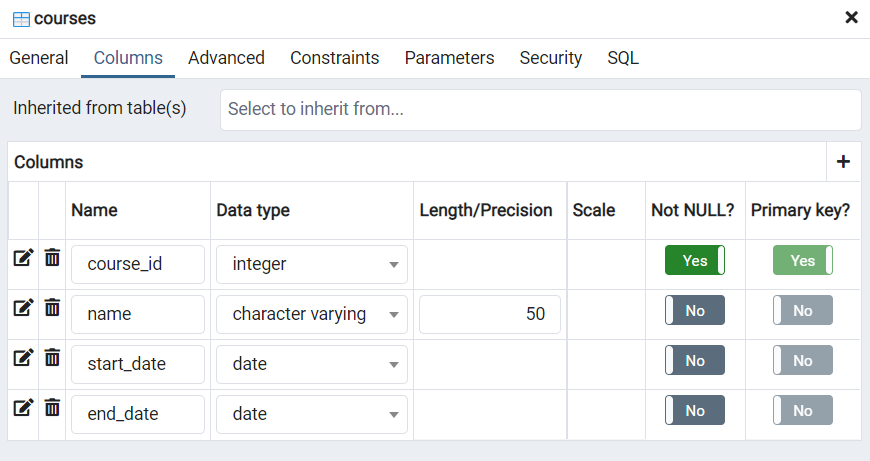 courses
General Columns Advanced Constraints Parameters Security SQL
Inherited from table(s) Select to inherit from...
Columns
Name Data type Length/Precision Scale Not NULL? Primary key?
course_id integer Yes Yes
name character varying 50 No No
start_date date No No
end_date date No No